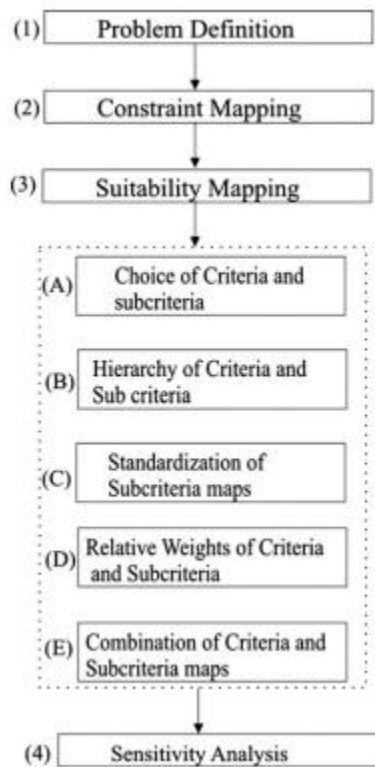 (1) Problem Definition
(2) Constraint Mapping
(3) Suitability Mapping
(A) Choice of Criteria and
subcriteria
(B) Hierarchy of Criteria and
Sub criteria
(C) Standardization of
Subcriteria maps
(D) Relative Weights of Criteria
and Subcriteria
(E) Combination of Criteria and
Subcriteria maps
(4) Sensitivity Analysis